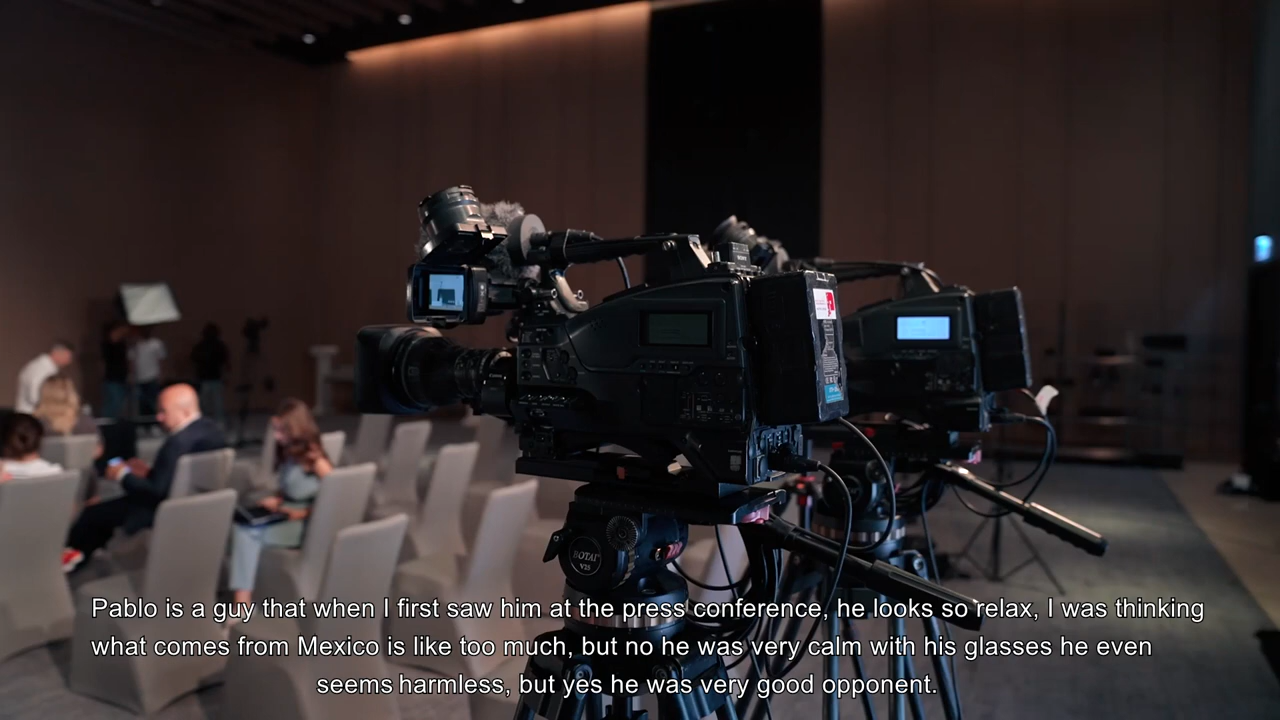 BOTAI
V25
Pablo is a guy that when I first saw him at the press conference, he looks so relax, I was thinking
what comes from Mexico is like too much, but no he was very calm with his glasses he even
seems harmless, but yes he was very good opponent.